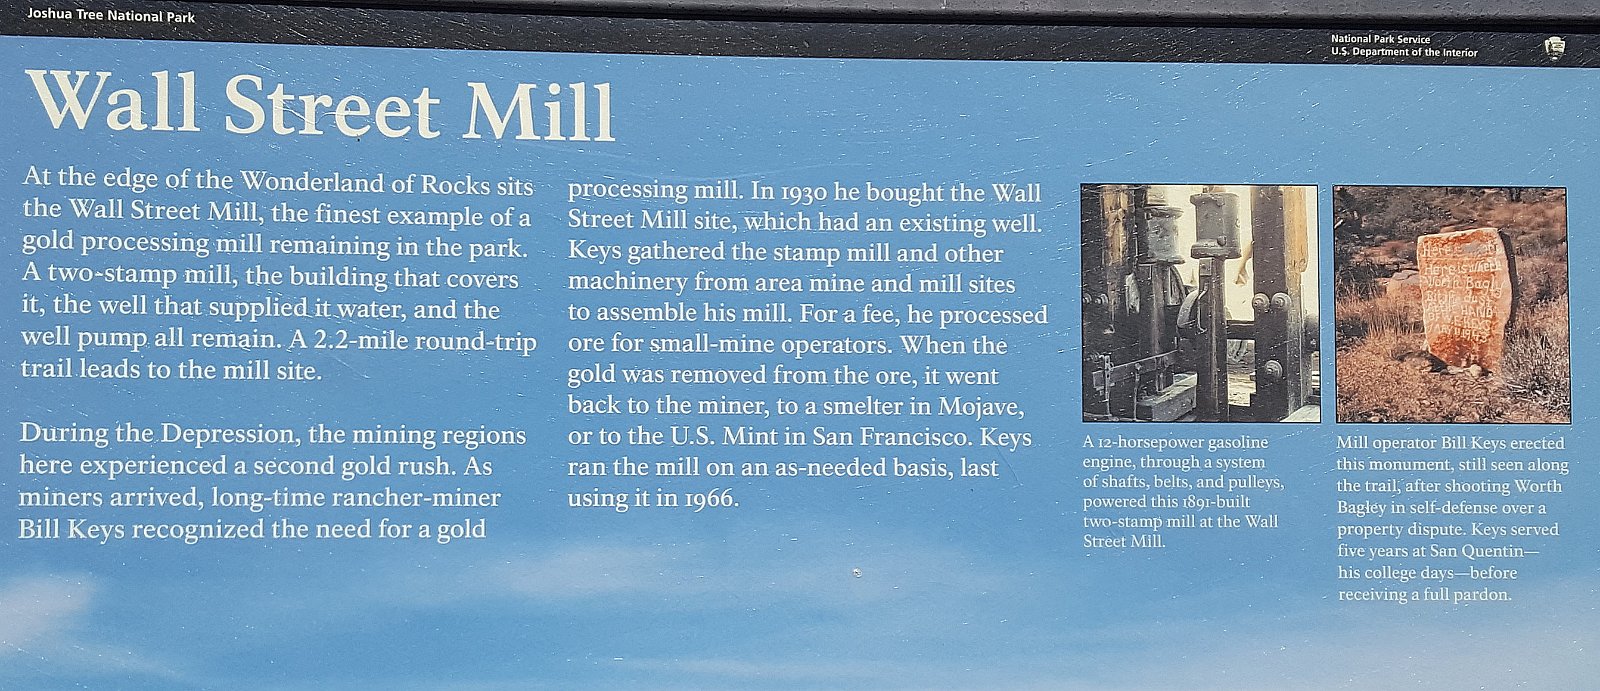 Joshua Tree National Park
National Park Service
U.S. Department of the Interior
Wall Street Mill
At the edge of the Wonderland of Rocks sits
the Wall Street Mill, the finest example of a
gold processing mill remaining in the park.
A two-stamp mill, the building that covers
it, the well that supplied it water, and the
well pump all remain. A 2.2-mile round-trip
trail leads to the mill site.
During the Depression, the mining regions
here experienced a second gold rush. As
miners arrived, long-time rancher-miner
Bill Keys recognized the need for a gold
processing mill. In 1930 he bought the Wall
Street Mill site, which had an existing well.
Keys gathered the stamp mill and other
machinery from area mine and mill sites
to assemble his mill. For a fee, he processed
ore for small-mine operators. When the
gold was removed from the ore, it went
back to the miner, to a smelter in Mojave,
or to the U.S. Mint in San Francisco. Keys
ran the mill on an as-needed basis, last
using it in 1966.
A 12-horsepower gasoline
engine, through a system
of shafts, belts, and pulleys,
powered this 1891-built
two-stamp mill at the Wall
Street Mill.
Here is where
Worth Bagly
HAND
Mill operator Bill Keys erected
this monument, still seen along
the trail, after shooting Worth
Bagley in self-defense over a
property dispute. Keys served
five years at San Quentin—
his college days—before
receiving a full pardon.